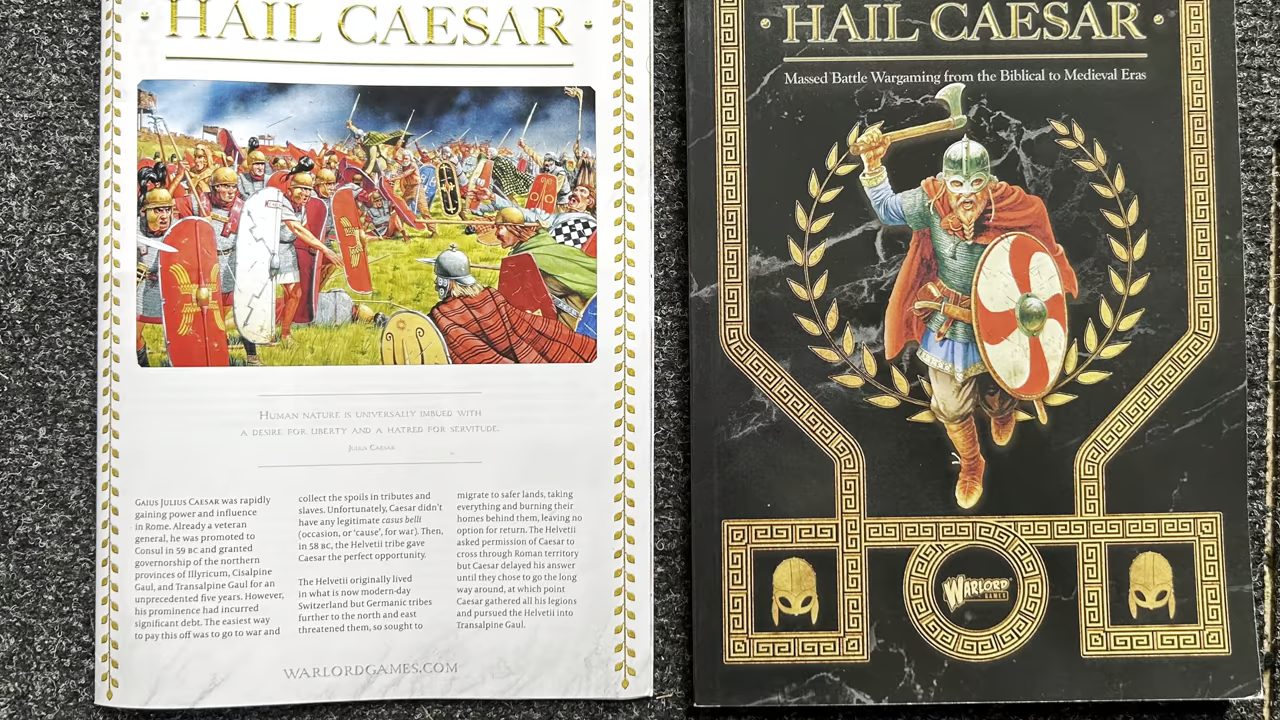 HAIL CAESAR
HUMAN NATURE IS UNIVERSALLY IMBUED WITH
A DESIRE FOR LIBERTY AND A HATRED FOR SERVITUDE.
JULIUS CAESAR
GAIUS JULIUS CAESAR was rapidly
gaining power and influence
in Rome. Already a veteran
general, he was promoted to
Consul in 59 BC and granted
governorship of the northern
provinces of Illyricum, Cisalpine
Gaul, and Transalpine Gaul for an
unprecedented five years. However,
his prominence had incurred
significant debt. The easiest way
to pay this off was to go to war and
collect the spoils in tributes and
slaves. Unfortunately, Caesar didn't
have any legitimate casus belli
(occasion, or 'cause', for war). Then,
in 58 BC, the Helvetii tribe gave
Caesar the perfect opportunity.
The Helvetii originally lived
in what is now modern-day
Switzerland but Germanic tribes
further to the north and east
threatened them, so sought to
migrate to safer lands, taking
everything and burning their
homes behind them, leaving no
option for return. The Helvetii
asked permission of Caesar to
cross through Roman territory
but Caesar delayed his answer
until they chose to go the long
way around, at which point
Caesar gathered all his legions
and pursued the Helvetii into
Transalpine Gaul.
WARLORDGAMES.COM
HAIL CAESAR
Massed Battle Wargaming from the Biblical to Medieval Eras
WARLORD
GAMES